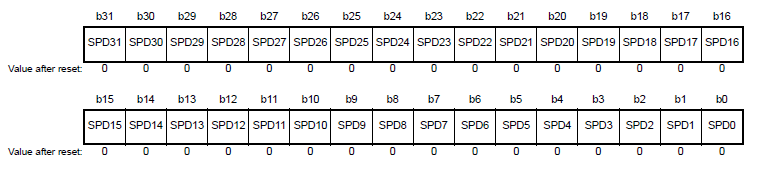 b31 b30 b29 b28 b27 b26 b25 b24 b23 b22 b21 b20 b19 b18 b17 b16
SPD31 SPD30 SPD29 SPD28 SPD27 SPD26 SPD25 SPD24 SPD23 SPD22 SPD21 SPD20 SPD19 SPD18 SPD17 SPD16
Value after reset: 0 0 0 0 0 0 0 0 0 0 0 0 0 0 0 0
b15 b14 b13 b12 b11 b10 b9 b8 b7 b6 b5 b4 b3 b2 b1 b0
SPD15 SPD14 SPD13 SPD12 SPD11 SPD10 SPD9 SPD8 SPD7 SPD6 SPD5 SPD4 SPD3 SPD2 SPD1 SPD0
Value after reset: 0 0 0 0 0 0 0 0 0 0 0 0 0 0 0 0